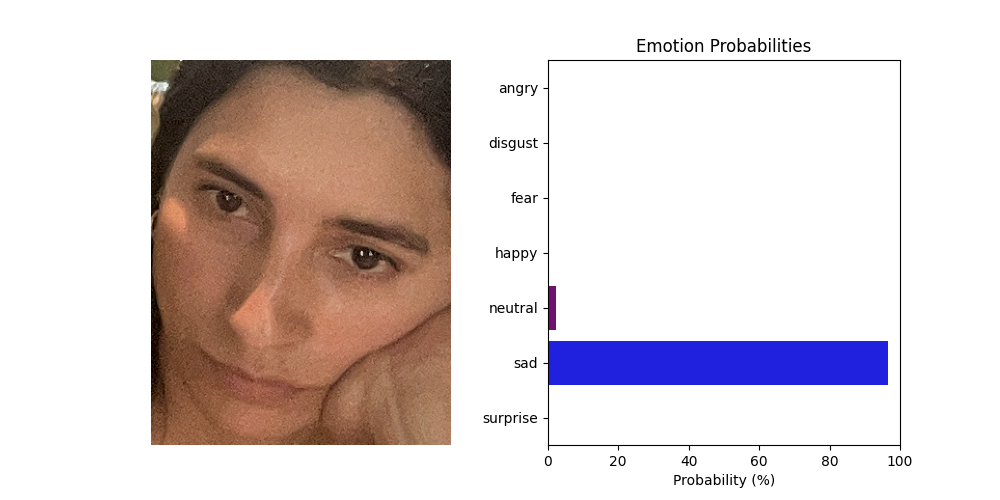 Emotion Probabilities
angry
disgust
fear
happy
neutral
sad
surprise
0 20 40 60 80 100
Probability (%)